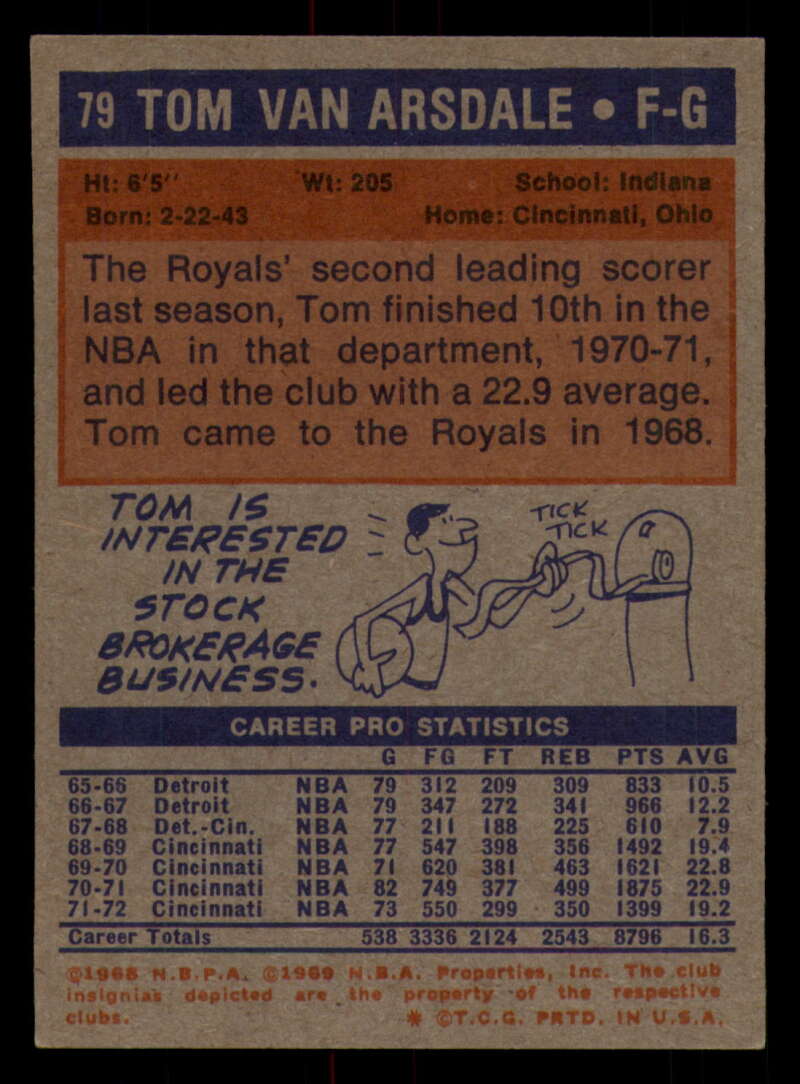 79 TOM VAN ARSDALE • F-G
Ht: 6'5'' Wt: 205 School: Indiana
Born: 2-22-43 Home: Cincinnati, Ohio
The Royals' second leading scorer
last season, Tom finished 10th in the
NBA in that department, 1970-71,
and led the club with a 22.9 average.
Tom came to the Royals in 1968.
TOM IS
INTERESTED
IN THE
STOCK
BROKERAGE
BUSINESS.
TICK
TICK
CAREER PRO STATISTICS
G FG FT REB PTS AVG
65-66 Detroit NBA 79 312 209 309 833 10.5
66-67 Detroit NBA 79 347 272 341 966 12.2
67-68 Det.-Cin. NBA 77 211 188 225 610 7.9
68-69 Cincinnati NBA 77 547 398 356 1492 19.4
69-70 Cincinnati NBA 71 620 381 463 1621 22.8
70-71 Cincinnati NBA 82 749 377 499 1875 22.9
71-72 Cincinnati NBA 73 550 299 350 1399 19.2
Career Totals 538 3336 2124 2543 8796 16.3
©1968 N.B.P.A. ©1969 N.B.A. Properties, Inc. The club
insignias depicted are the property of the respective
clubs. * ©T.C.G. PRTD. IN U.S.A.